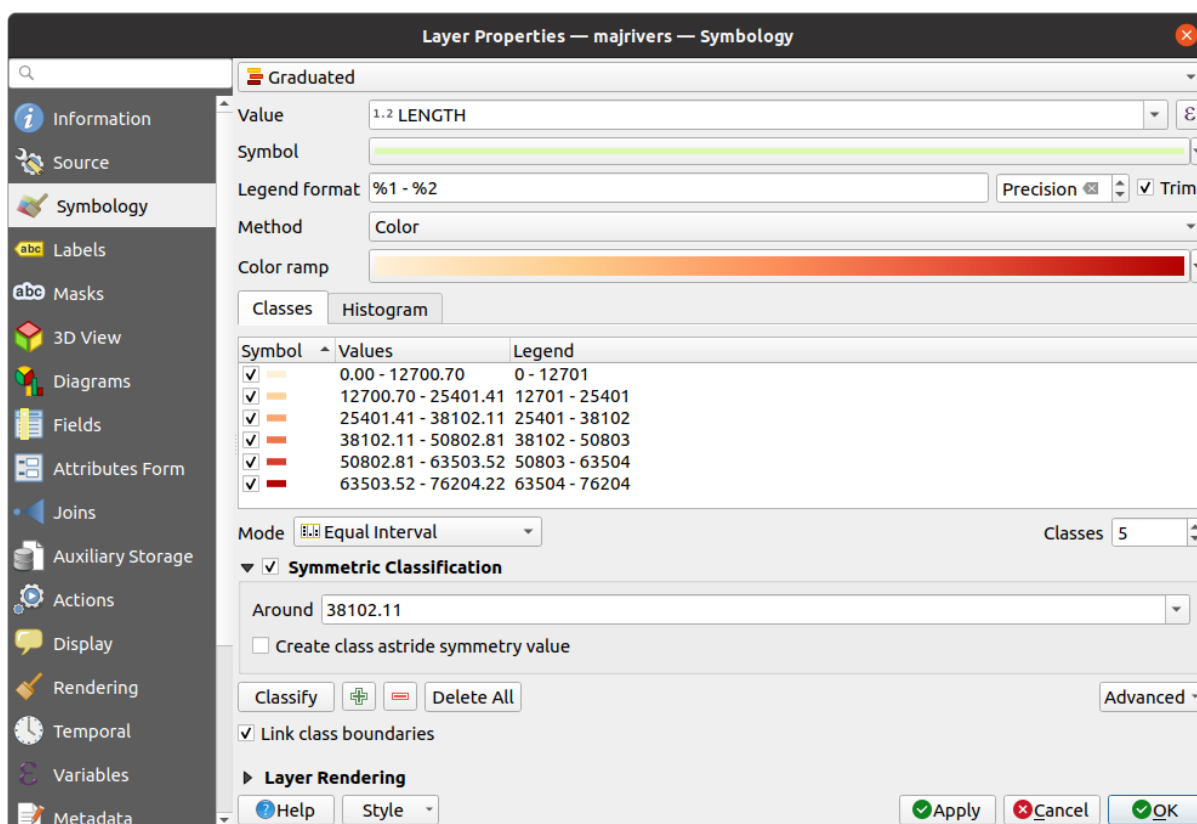 Layer Properties — majrivers — Symbology
Information
Source
Symbology
abc Labels
abc Masks
3D View
Diagrams
Fields
Attributes Form
Joins
Auxiliary Storage
Actions
Display
Rendering
Temporal
Variables
Metadata
Graduated
Value 1.2 LENGTH ε
Symbol
Legend format %1 - %2 Precision Trim
Method Color
Color ramp
Classes Histogram
Symbol Values Legend
0.00 - 12700.70 0 - 12701
12700.70 - 25401.41 12701 - 25401
25401.41 - 38102.11 25401 - 38102
38102.11 - 50802.81 38102 - 50803
50802.81 - 63503.52 50803 - 63504
63503.52 - 76204.22 63504 - 76204
Mode Equal Interval Classes 5
Symmetric Classification
Around 38102.11
Create class astride symmetry value
Classify Delete All Advanced
Link class boundaries
Layer Rendering
Help Style Apply Cancel OK